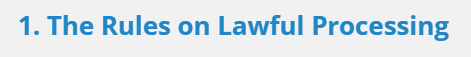 1. The Rules on Lawful Processing